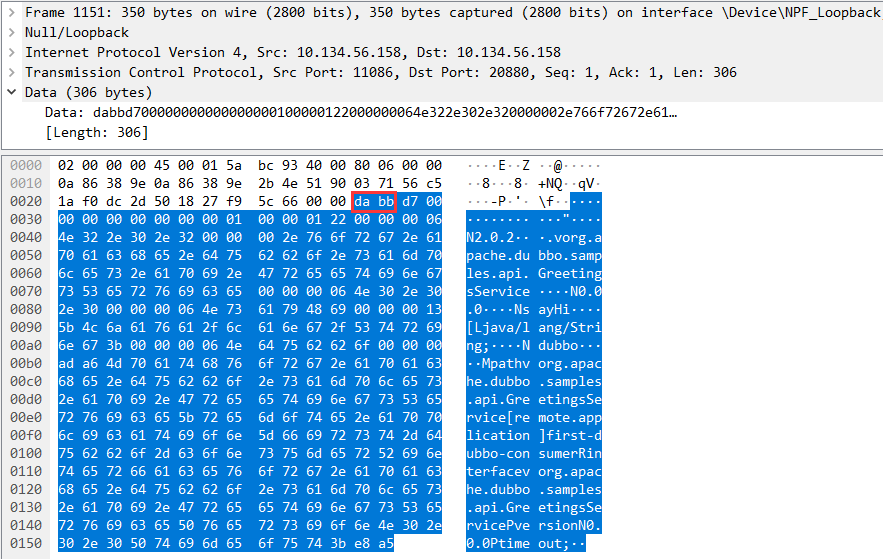 Frame 1151: 350 bytes on wire (2800 bits), 350 bytes captured (2800 bits) on interface \Device\NPF_Loopback
Null/Loopback
Internet Protocol Version 4, Src: 10.134.56.158, Dst: 10.134.56.158
Transmission Control Protocol, Src Port: 11086, Dst Port: 20880, Seq: 1, Ack: 1, Len: 306
Data (306 bytes)
Data: dabbd70000000000000000010000012200000000064e322e302e320000002e766f72672e61…
[Length: 306]
0000 02 00 00 00 45 00 01 5a bc 93 40 00 80 06 00 00 ····E··Z ··@·····
0010 0a 86 38 9e 0a 86 38 9e 2b 4e 51 90 03 71 56 c5 ··8···8· +NQ··qV·
0020 1a f0 dc 2d 50 18 27 f9 5c 66 00 00 da bb d7 00 ···-P·'· \f······
0030 00 00 00 00 00 00 01 00 00 01 22 00 00 00 06 ········ ··"····
0040 4e 32 2e 30 2e 32 00 00 00 2e 76 6f 72 67 2e 61 N2.0.2·· ·.vorg.a
0050 70 61 63 68 65 2e 64 75 62 62 6f 2e 73 61 6d 70 pache.du bbo.samp
0060 6c 65 73 2e 61 70 69 2e 47 72 65 65 74 69 6e 67 les.api. Greeting
0070 73 53 65 72 76 69 63 65 00 00 00 06 4e 30 2e 30 sService ····N0.0
0080 2e 30 00 00 00 06 4e 73 61 79 48 69 00 00 00 13 .0····Ns ayHi····
0090 5b 4c 6a 61 76 61 2f 6c 61 6e 67 2f 53 74 72 69 [Ljava/l ang/Stri
00a0 6e 67 3b 00 00 00 06 4e 64 75 62 62 6f 00 00 00 ng;····N dubbo···
00b0 ad a6 4d 70 61 74 68 76 6f 72 67 2e 61 70 61 63 ··Mpathv org.apac
00c0 68 65 2e 64 75 62 62 6f 2e 73 61 6d 70 6c 65 73 he.dubbo .samples
00d0 2e 61 70 69 2e 47 72 65 65 74 69 6e 67 73 53 65 .api.Gre etingsSe
00e0 72 76 69 63 65 5b 72 65 6d 6f 74 65 2e 61 70 70 rvice[re mote.app
00f0 6c 69 63 61 74 69 6f 6e 5d 66 69 72 73 74 2d 64 lication ]first-d
0100 75 62 62 6f 2d 63 6f 6e 73 75 6d 65 72 52 69 6e ubbo-con sumerRin
0110 74 65 72 66 61 63 65 76 6f 72 67 2e 61 70 61 63 terfacev org.apac
0120 68 65 2e 64 75 62 62 6f 2e 73 61 6d 70 6c 65 73 he.dubbo .samples
0130 2e 61 70 69 2e 47 72 65 65 74 69 6e 67 73 53 65 .api.Gre etingsSe
0140 72 76 69 63 65 50 76 65 72 73 69 6f 6e 4e 30 2e rvicePve rsionN0.
0150 30 2e 30 50 74 69 6d 65 6f 75 74 3b e8 a5 0.0Ptime out;··